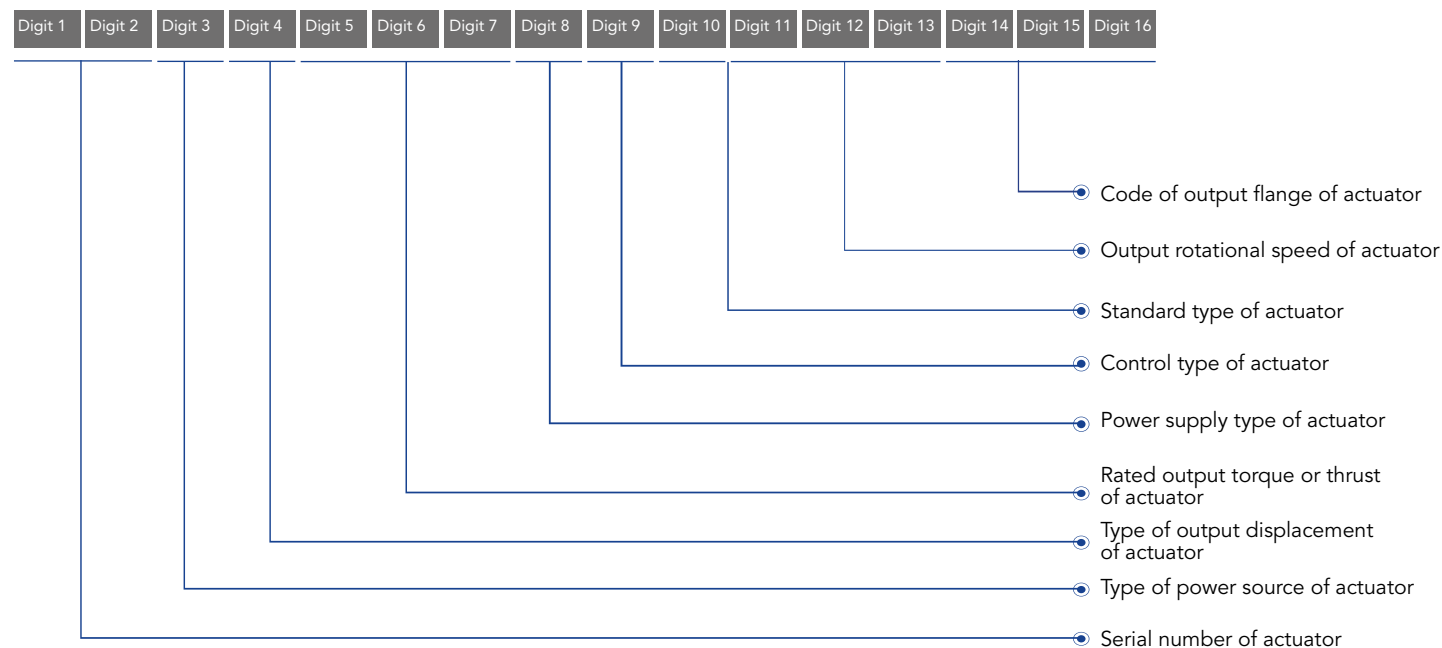 Digit 1 Digit 2 Digit 3 Digit 4 Digit 5 Digit 6 Digit 7 Digit 8 Digit 9 Digit 10 Digit 11 Digit 12 Digit 13 Digit 14 Digit 15 Digit 16
Code of output flange of actuator
Output rotational speed of actuator
Standard type of actuator
Control type of actuator
Power supply type of actuator
Rated output torque or thrust
of actuator
Type of output displacement
of actuator
Type of power source of actuator
Serial number of actuator